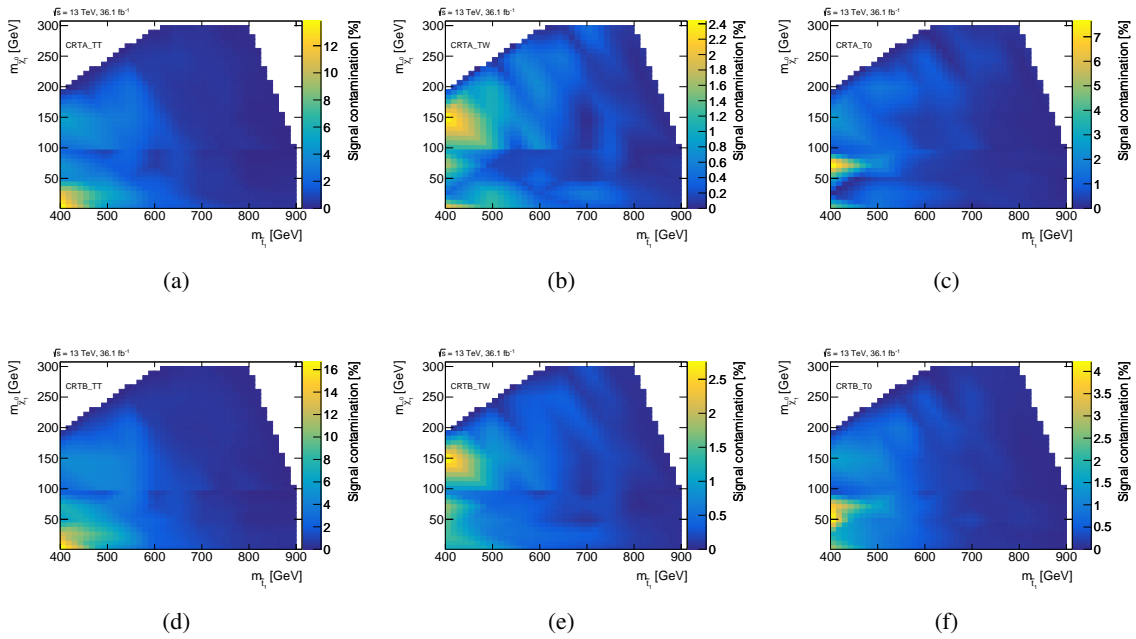 √s = 13 TeV, 36.1 fb⁻¹
CRTA_TT
m_χ̃₁⁰ [GeV]
300
250
200
150
100
50
0
400 500 600 700 800 900
m_t̃₁ [GeV]
Signal contamination [%]
12
10
8
6
4
2
0
(a)
√s = 13 TeV, 36.1 fb⁻¹
CRTA_TW
m_χ̃₁⁰ [GeV]
300
250
200
150
100
50
0
400 500 600 700 800 900
m_t̃₁ [GeV]
Signal contamination [%]
2.4
2.2
2
1.8
1.6
1.4
1.2
1
0.8
0.6
0.4
0.2
0
(b)
√s = 13 TeV, 36.1 fb⁻¹
CRTA_T0
m_χ̃₁⁰ [GeV]
300
250
200
150
100
50
0
400 500 600 700 800 900
m_t̃₁ [GeV]
Signal contamination [%]
7
6
5
4
3
2
1
0
(c)
√s = 13 TeV, 36.1 fb⁻¹
CRTB_TT
m_χ̃₁⁰ [GeV]
300
250
200
150
100
50
0
400 500 600 700 800 900
m_t̃₁ [GeV]
Signal contamination [%]
16
14
12
10
8
6
4
2
0
(d)
√s = 13 TeV, 36.1 fb⁻¹
CRTB_TW
m_χ̃₁⁰ [GeV]
300
250
200
150
100
50
0
400 500 600 700 800 900
m_t̃₁ [GeV]
Signal contamination [%]
2.5
2
1.5
1
0.5
0
(e)
√s = 13 TeV, 36.1 fb⁻¹
CRTB_T0
m_χ̃₁⁰ [GeV]
300
250
200
150
100
50
0
400 500 600 700 800 900
m_t̃₁ [GeV]
Signal contamination [%]
4
3.5
3
2.5
2
1.5
1
0.5
0
(f)